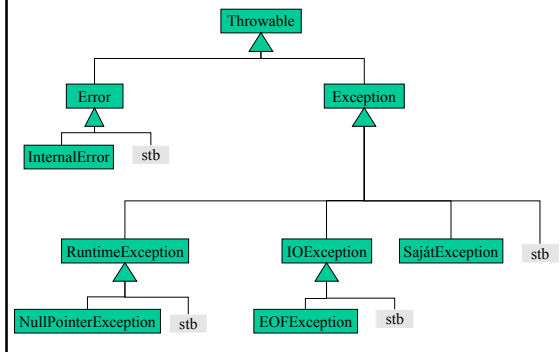 Throwable
Error
Exception
InternalError
stb
RuntimeException
IOException
SajátException
stb
NullPointerException
stb
EOFException
stb